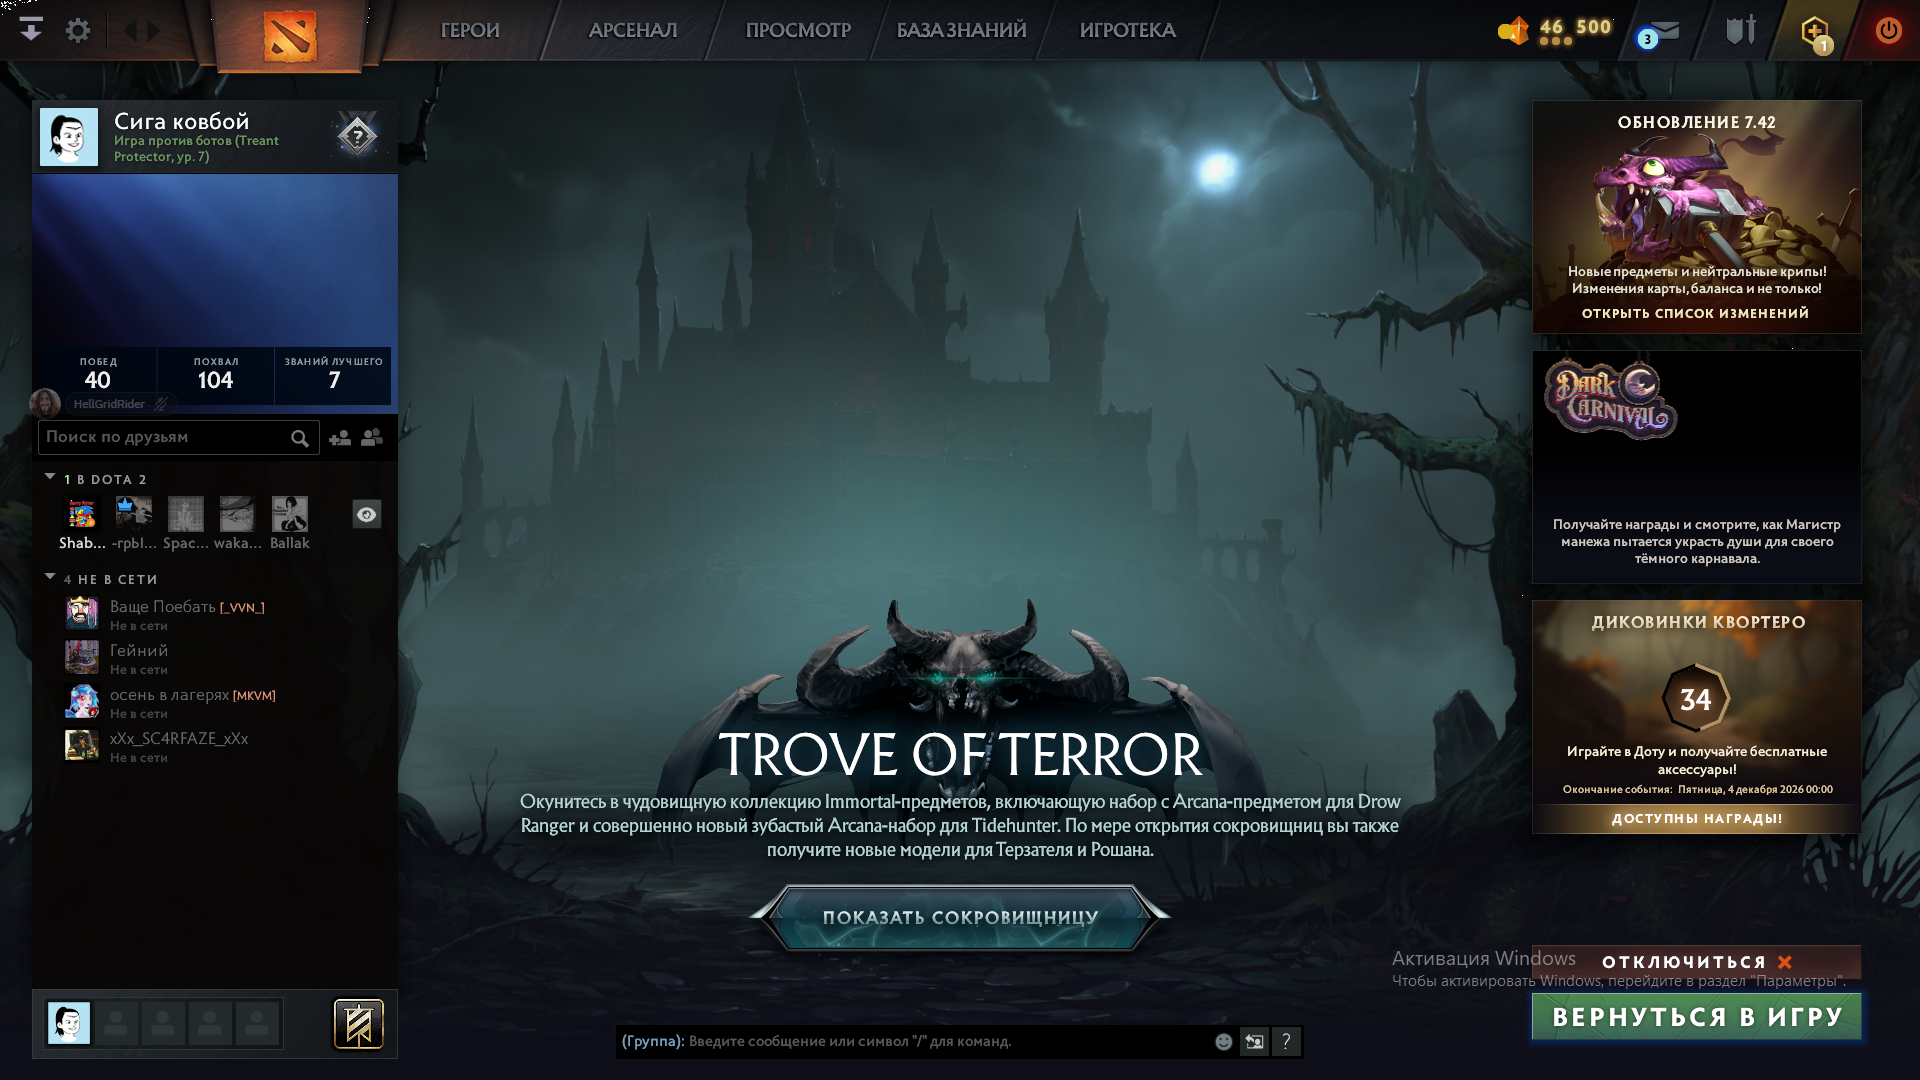 ГЕРОИ
АРСЕНАЛ
ПРОСМОТР
БАЗА ЗНАНИЙ
ИГРОТЕКА
46 500
3
1
Сига ковбой
Игра против ботов (Treant
Protector, ур. 7)
?
ПОБЕД
40
ПОХВАЛ
104
ЗВАНИЙ ЛУЧШЕГО
7
HellGridRider
Поиск по друзьям
1 В DOTA 2
Shab...
-гры...
Spac...
waka...
Ballak
4 НЕ В СЕТИ
Ваще Поебать [_VVN_]
Не в сети
Гейний
Не в сети
осень в лагерях [MKVM]
Не в сети
xXx_SC4RFAZE_xXx
Не в сети
TROVE OF TERROR
Окунитесь в чудовищную коллекцию Immortal-предметов, включающую набор с Arcana-предметом для Drow
Ranger и совершенно новый зубастый Arcana-набор для Tidehunter. По мере открытия сокровищниц вы также
получите новые модели для Терзателя и Рошана.
ПОКАЗАТЬ СОКРОВИЩНИЦУ
(Группа): Введите сообщение или символ "/" для команд.
?
ОБНОВЛЕНИЕ 7.42
Новые предметы и нейтральные крипы!
Изменения карты, баланса и не только!
ОТКРЫТЬ СПИСОК ИЗМЕНЕНИЙ
DARK
CARNIVAL
Получайте награды и смотрите, как Магистр
манежа пытается украсть души для своего
тёмного карнавала.
ДИКОВИНКИ КВОРТЕРО
34
Играйте в Доту и получайте бесплатные
аксессуары!
Окончание события: Пятница, 4 декабря 2026 00:00
ДОСТУПНЫ НАГРАДЫ!
Активация Windows
Чтобы активировать Windows, перейдите в раздел "Параметры".
ОТКЛЮЧИТЬСЯ
ВЕРНУТЬСЯ В ИГРУ